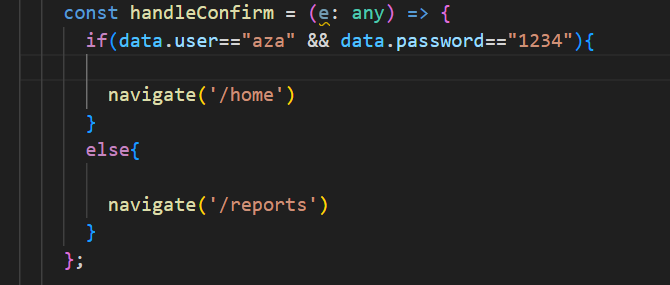 const handleConfirm = (e: any) => {
if(data.user=="aza" && data.password=="1234"){
navigate('/home')
}
else{
navigate('/reports')
}
};